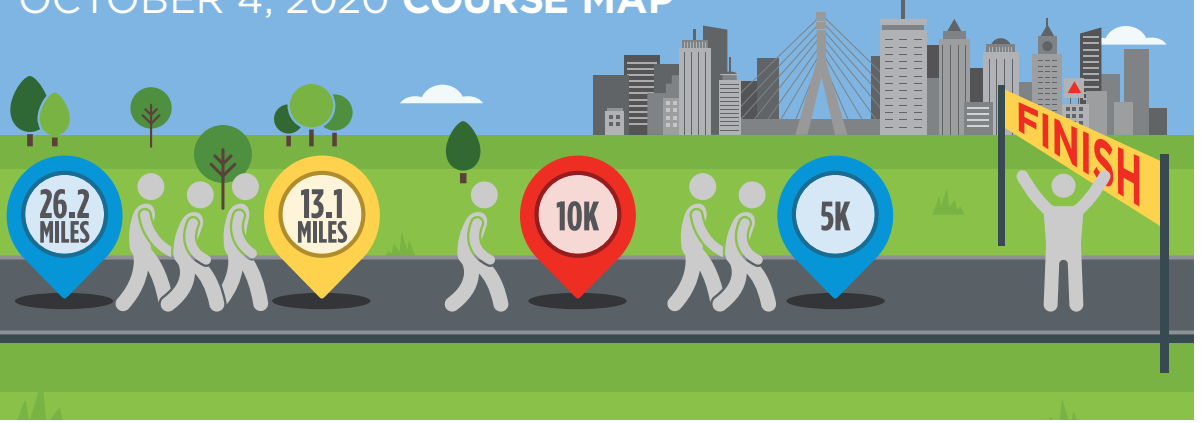 OCTOBER 4, 2020 COURSE MAP
26.2
MILES
13.1
MILES
10K
5K
FINISH